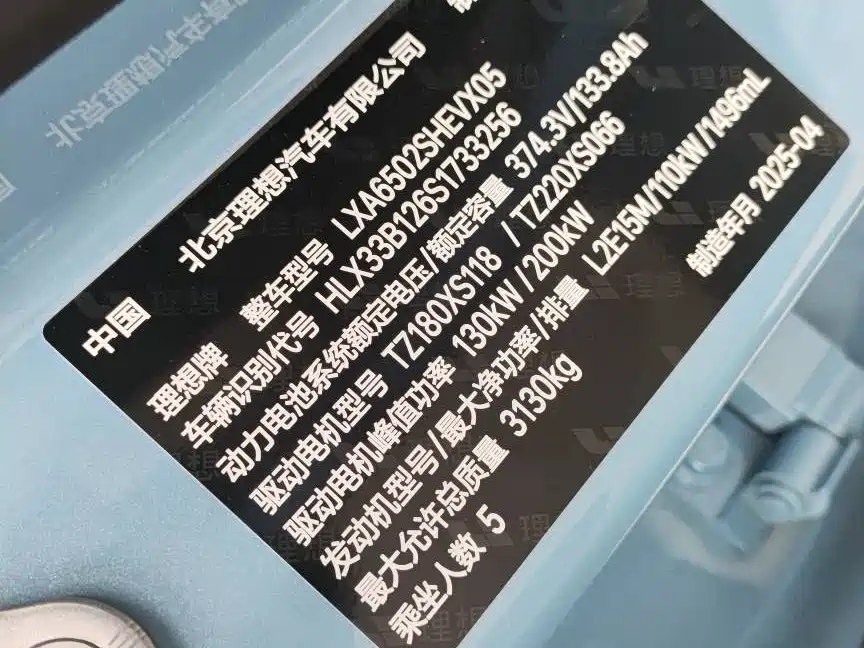 中国 北京理想汽车有限公司
理想牌 整车型号 LXA6502SHEVX05
车辆识别代号 HLX33B126S1733256
动力电池系统额定电压/额定容量 374.3V/133.8Ah
驱动电机型号 TZ180XS118 / TZ220XS066
驱动电机峰值功率 130kW / 200kW
发动机型号/最大净功率/排量 L2E15M/110kW/1496mL
最大允许总质量 3130kg
乘坐人数 5 制造年月 2025-04